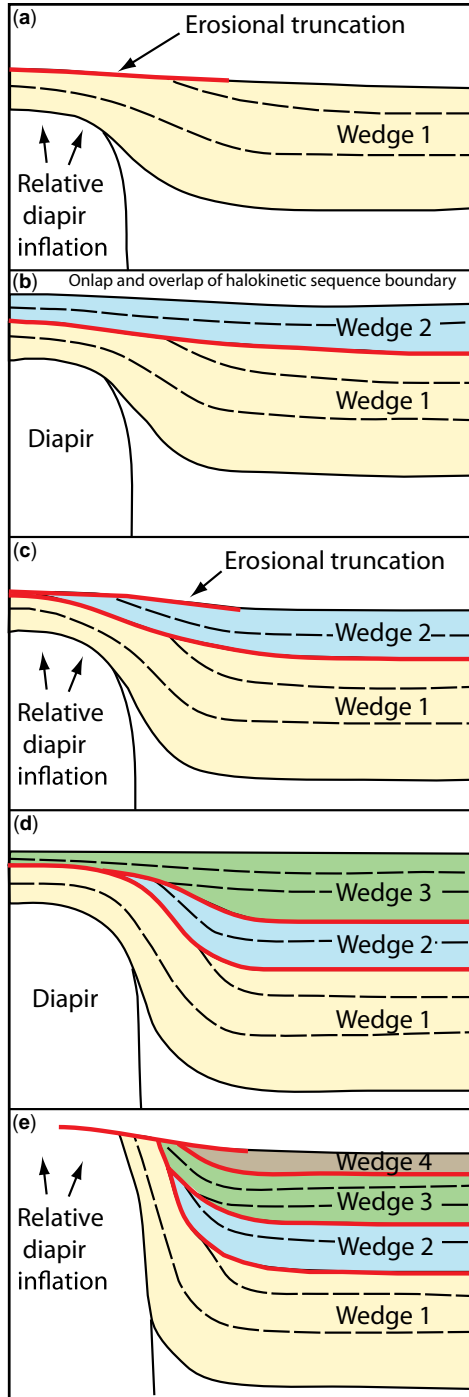 (a)
Erosional truncation
Wedge 1
Relative
diapir
inflation
(b)
Onlap and overlap of halokinetic sequence boundary
Wedge 2
Wedge 1
Diapir
(c)
Erosional truncation
Wedge 2
Wedge 1
Relative
diapir
inflation
(d)
Wedge 3
Wedge 2
Wedge 1
Diapir
(e)
Wedge 4
Wedge 3
Wedge 2
Wedge 1
Relative
diapir
inflation